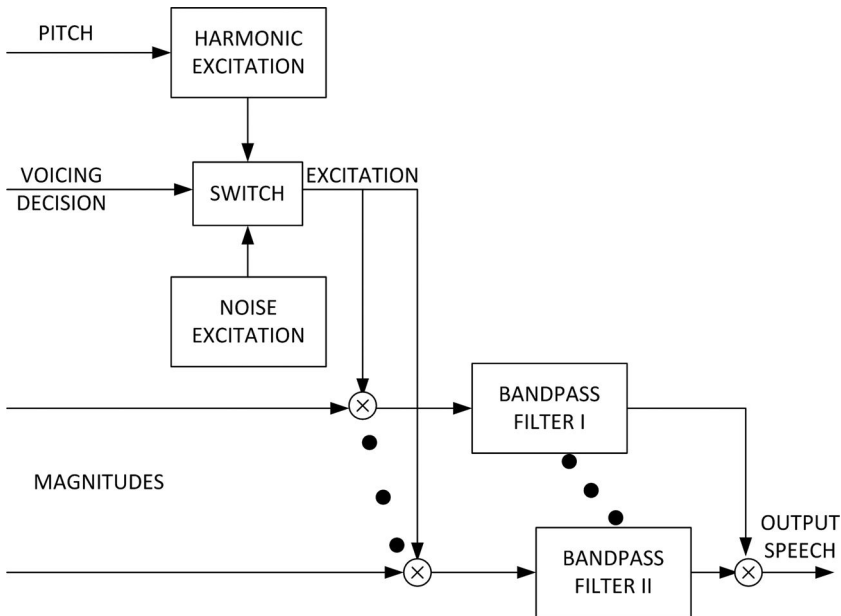 PITCH
HARMONIC
EXCITATION
VOICING
DECISION
SWITCH
EXCITATION
NOISE
EXCITATION
BANDPASS
FILTER I
MAGNITUDES
OUTPUT
SPEECH
BANDPASS
FILTER II